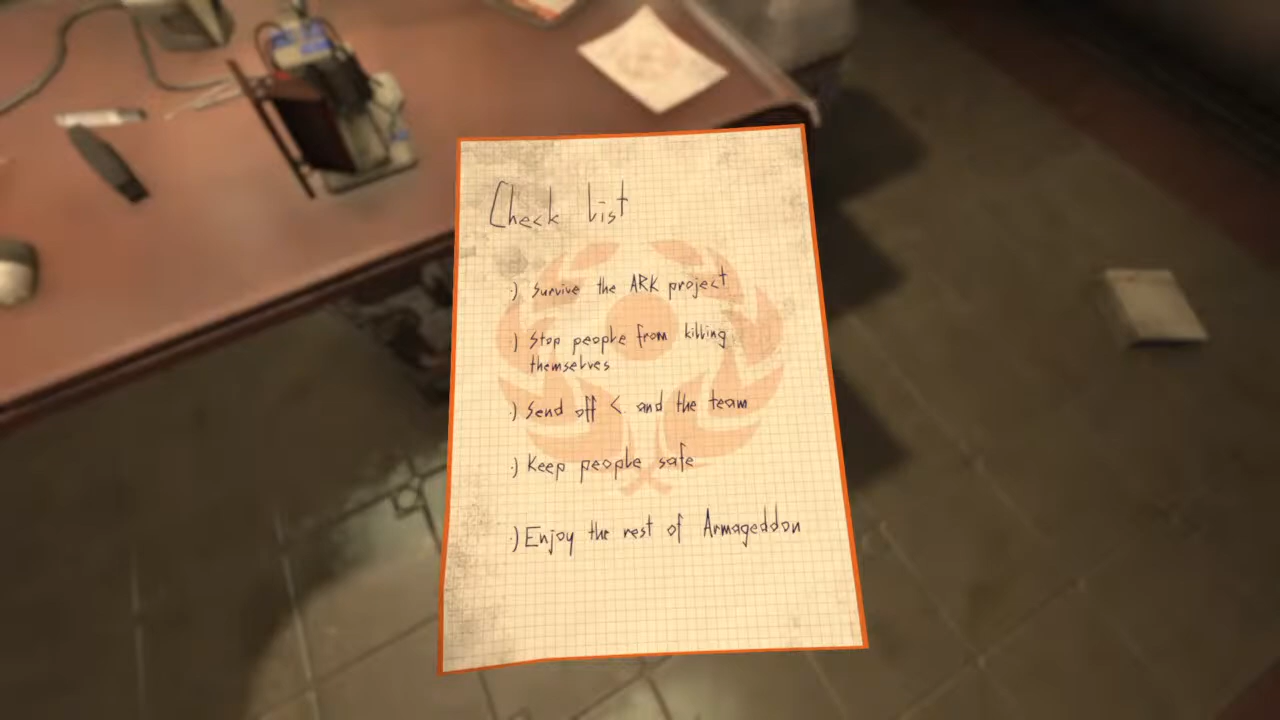 Check list
·) Survive the ARK project
·) Stop people from killing
themselves
·) Send off < and the team
·) Keep people safe
·) Enjoy the rest of Armageddon